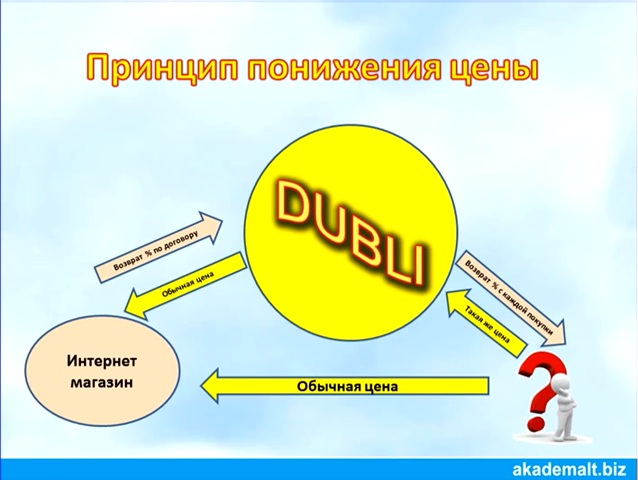 Принцип понижения цены
DUBLI
Возврат % по договору
Обычная цена
Возврат % с каждой покупки
Такая же цена
Интернет
магазин
Обычная цена
?
akademalt.biz